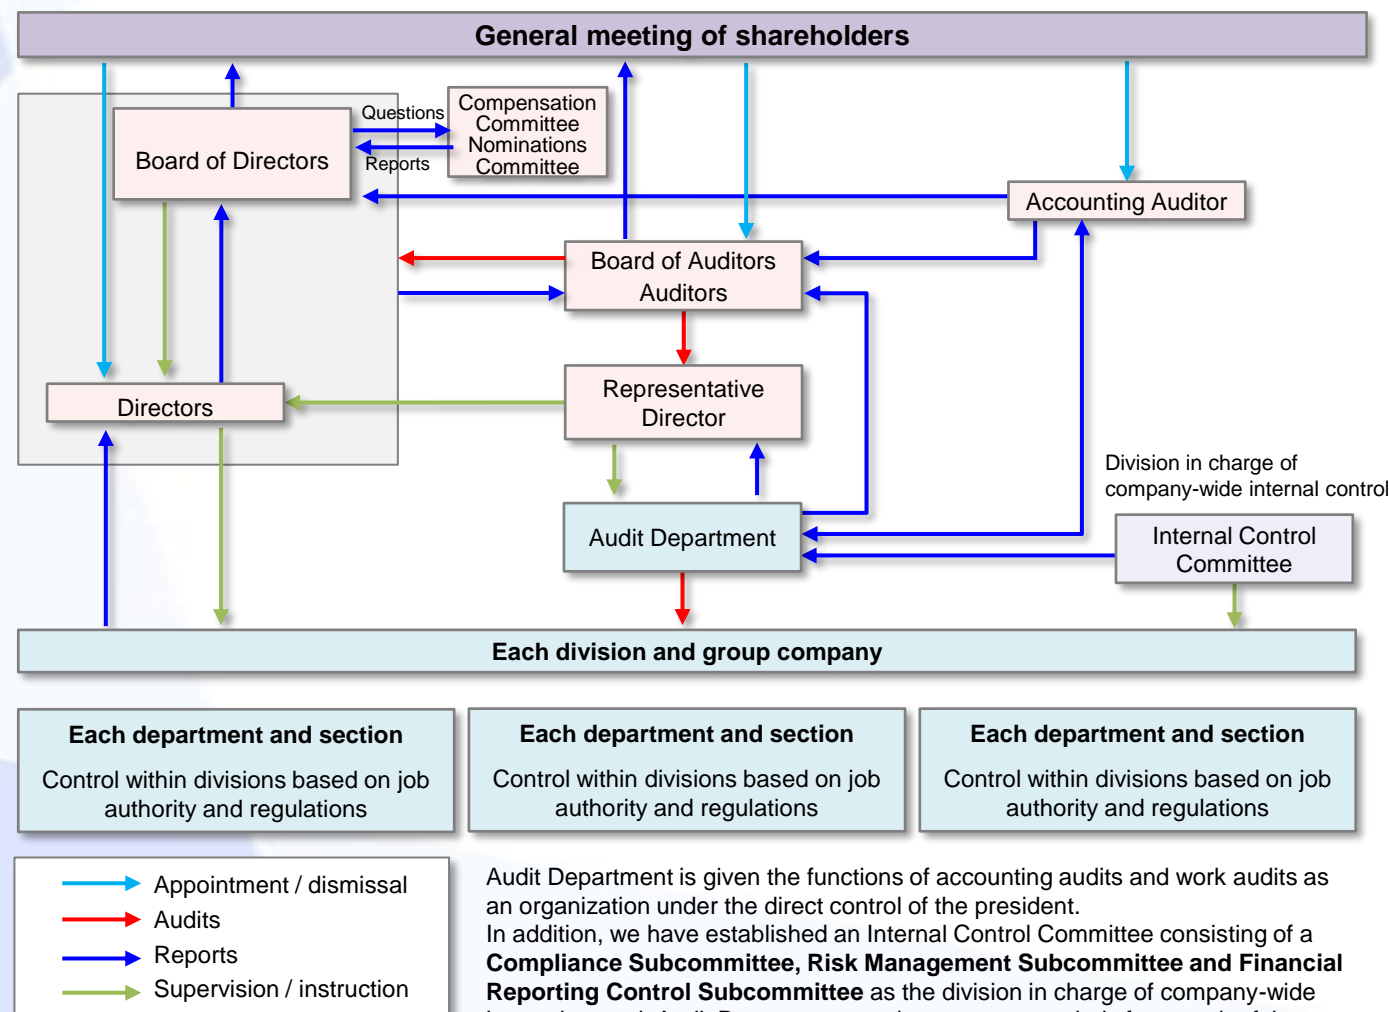 General meeting of shareholders
Questions
Compensation
Committee
Nominations
Committee
Board of Directors
Reports
Accounting Auditor
Board of Auditors
Auditors
Representative
Director
Directors
Division in charge of
company-wide internal control
Audit Department
Internal Control
Committee
Each division and group company
Each department and section
Control within divisions based on job
authority and regulations
Each department and section
Control within divisions based on job
authority and regulations
Each department and section
Control within divisions based on job
authority and regulations
Appointment / dismissal
Audits
Reports
Supervision / instruction
Audit Department is given the functions of accounting audits and work audits as
an organization under the direct control of the president.
In addition, we have established an Internal Control Committee consisting of a
Compliance Subcommittee, Risk Management Subcommittee and Financial
Reporting Control Subcommittee as the division in charge of company-wide